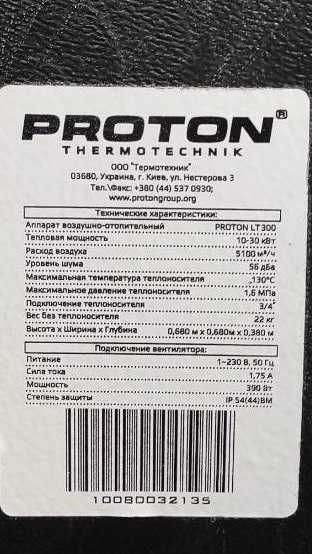 PROTON®
THERMOTECHNIK
ООО "Термотехник"
03680, Украина, г. Киев, ул. Нестерова 3
Тел.\Факс: +380 (44) 537 0930;
www.protongroup.org
Технические характеристики:
Аппарат воздушно-отопительный PROTON LT300
Тепловая мощность 10-30 кВт
Расход воздуха 5100 м³/ч
Уровень шума 56 дБа
Максимальная температура теплоносителя 130°С
Максимальное давление теплоносителя 1,6 МПа
Подключение теплоносителя 3/4"
Вес без теплоносителя 22 кг
Высота х Ширина х Глубина 0,680 м х 0,680м х 0,380 м
Подключение вентилятора:
Питание 1~230 В, 50 Гц
Сила тока 1,75 А
Мощность 390 Вт
Степень защиты IP 54(44)ВМ
10080032135